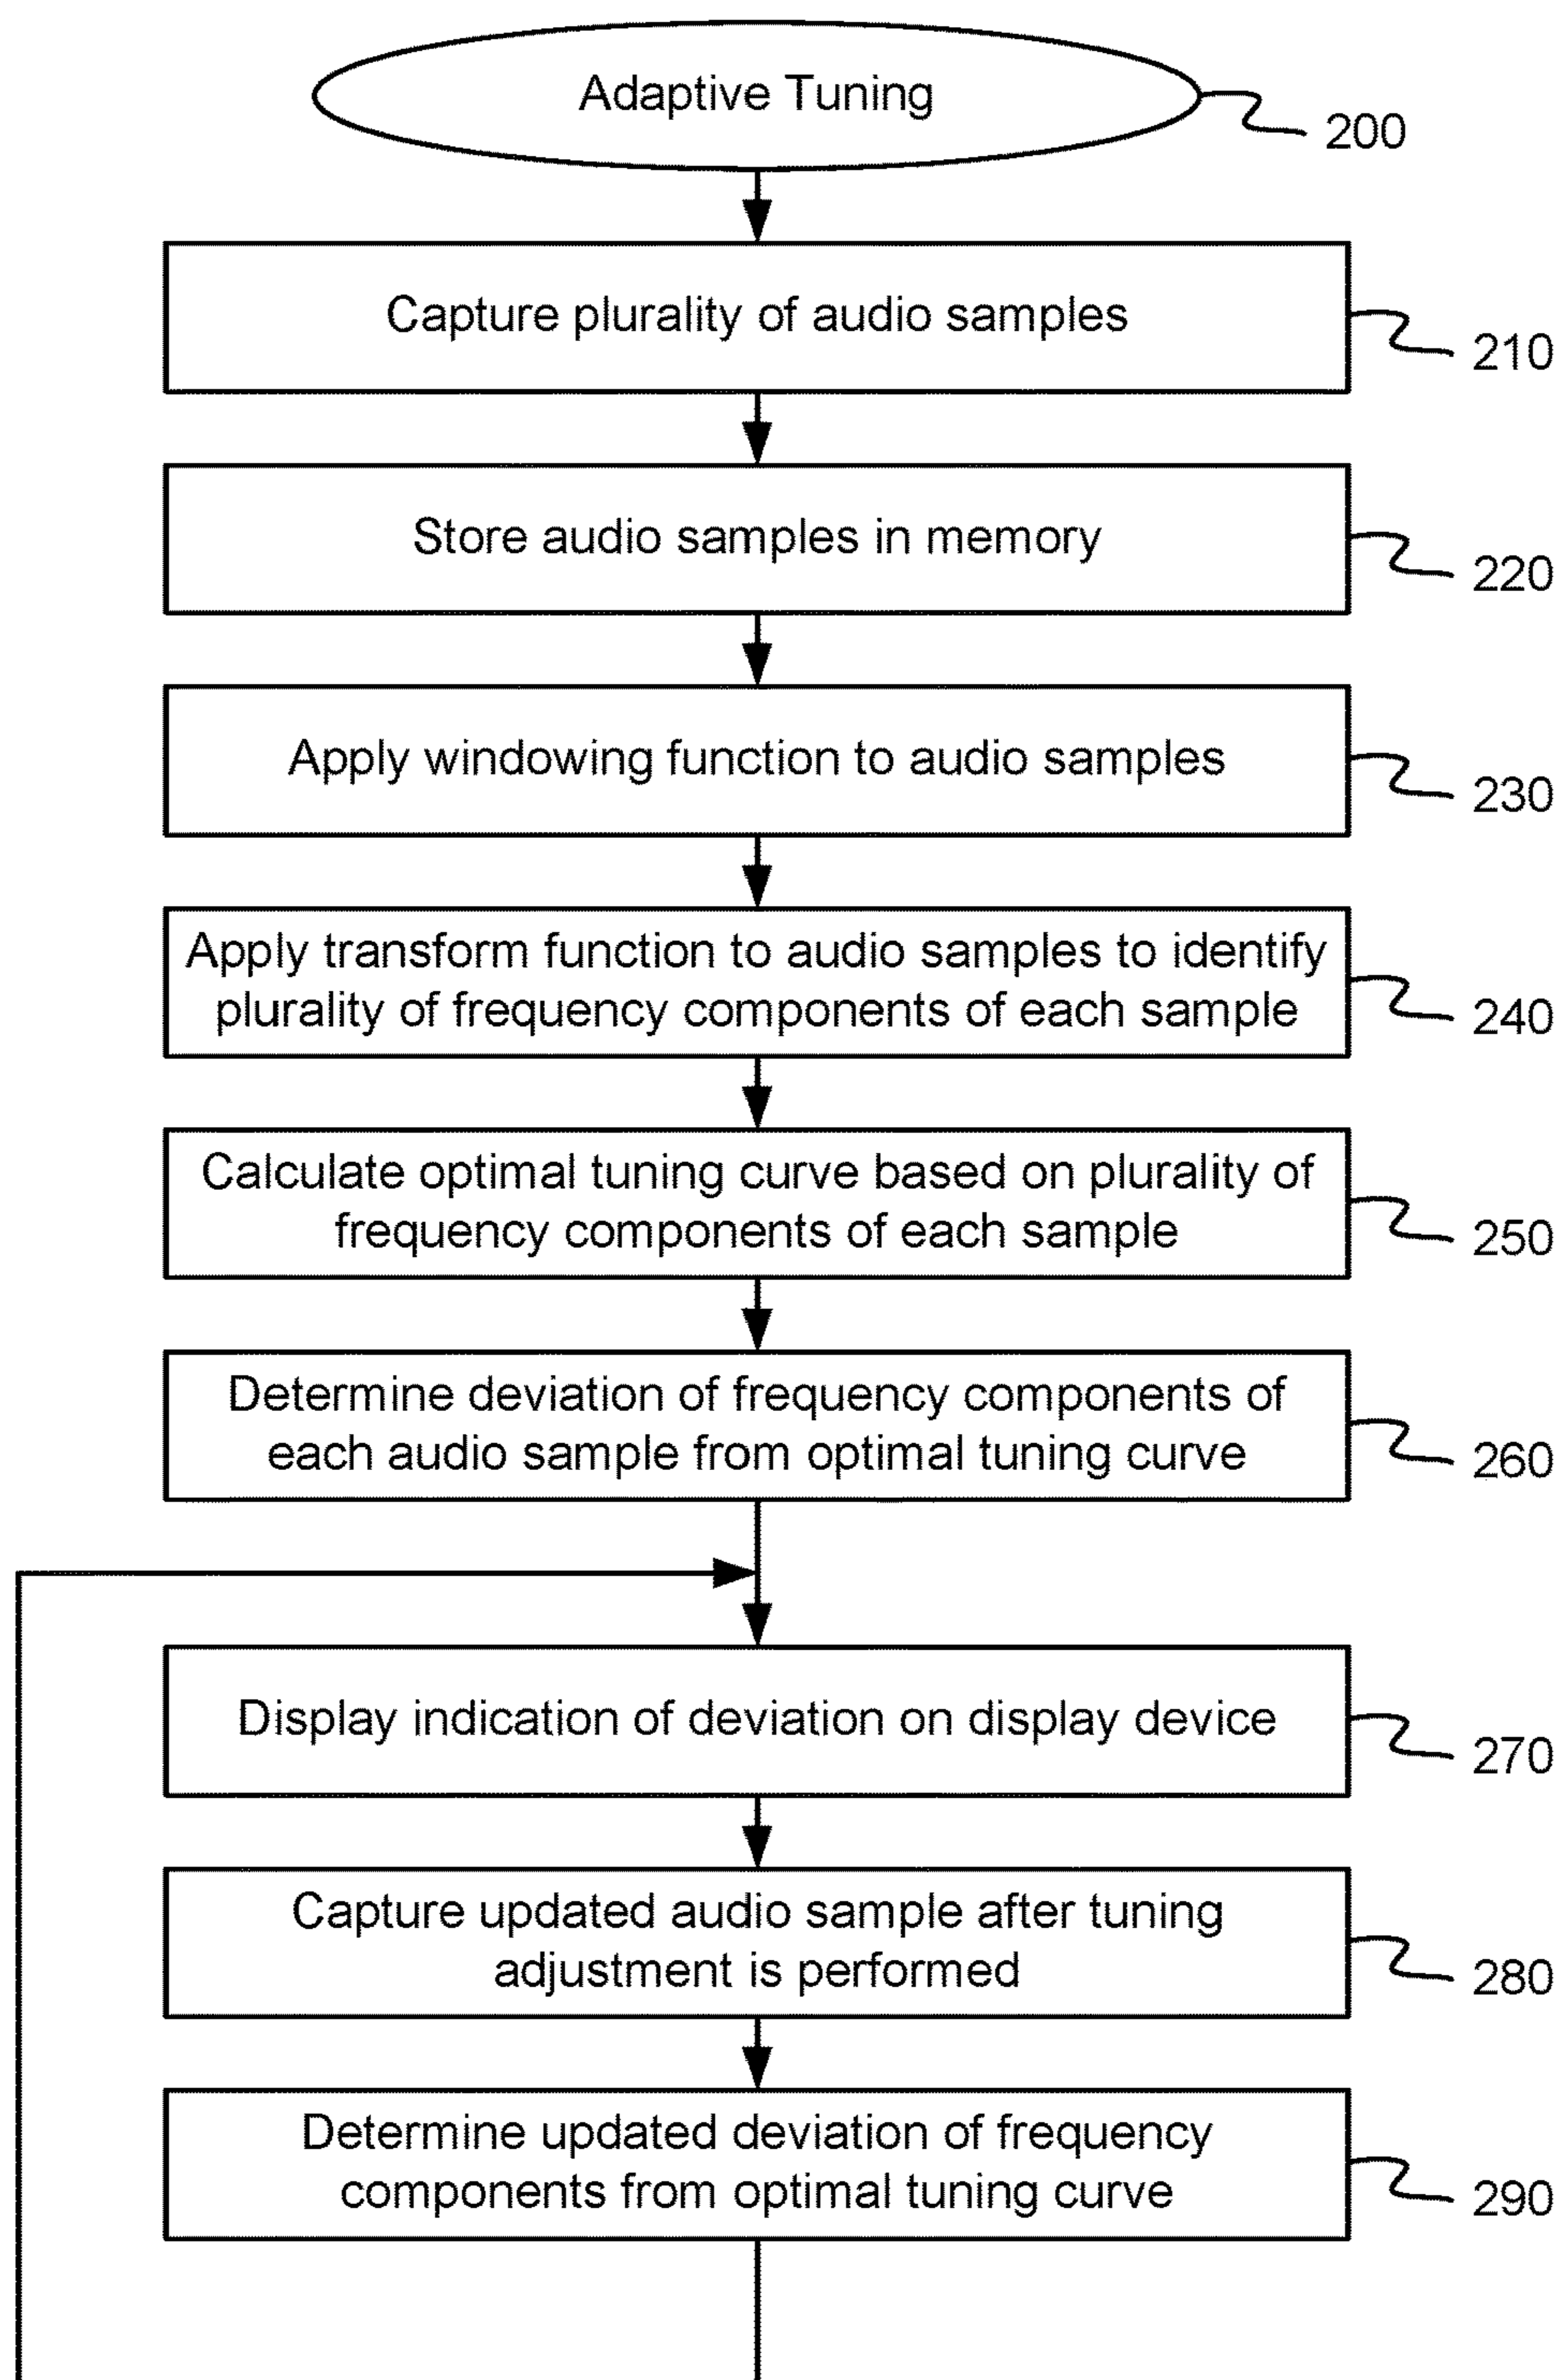 Adaptive Tuning
200
Capture plurality of audio samples
210
Store audio samples in memory
220
Apply windowing function to audio samples
230
Apply transform function to audio samples to identify
plurality of frequency components of each sample
240
Calculate optimal tuning curve based on plurality of
frequency components of each sample
250
Determine deviation of frequency components of
each audio sample from optimal tuning curve
260
Display indication of deviation on display device
270
Capture updated audio sample after tuning
adjustment is performed
280
Determine updated deviation of frequency
components from optimal tuning curve
290